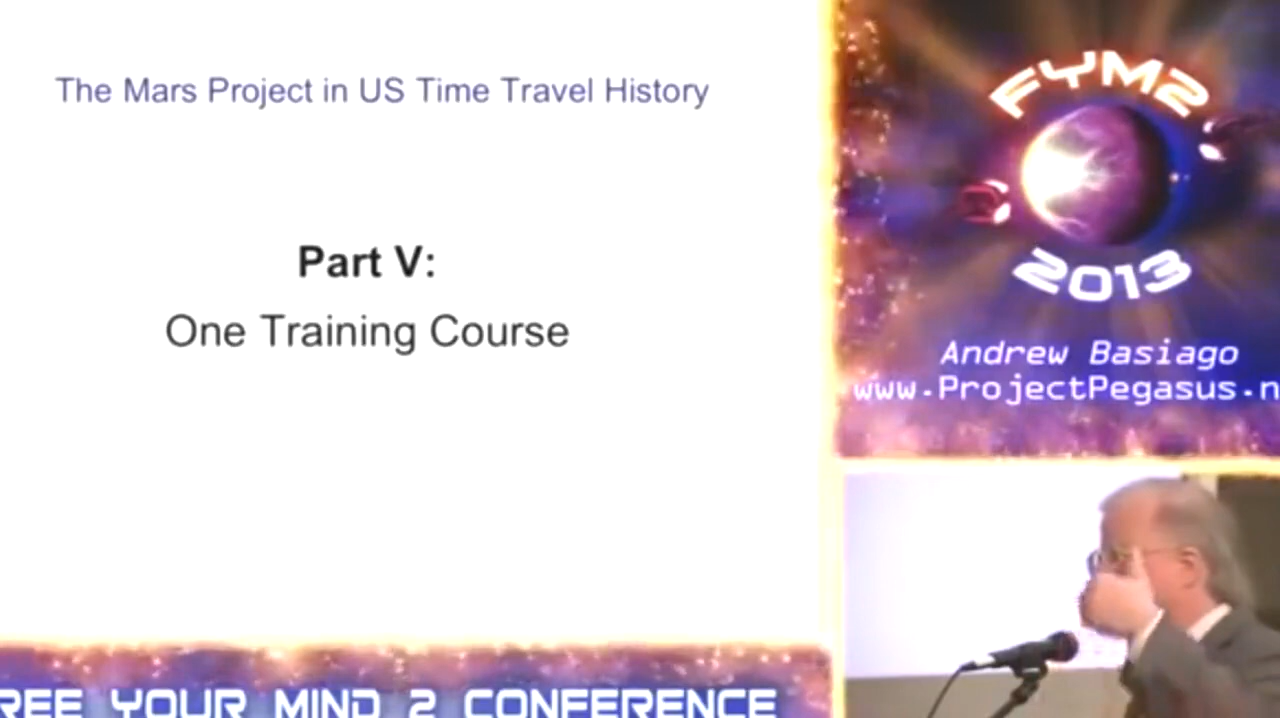 The Mars Project in US Time Travel History
Part V:
One Training Course
FYM2
2013
Andrew Basiago
www.ProjectPegasus.n
REE YOUR MIND 2 CONFERENCE